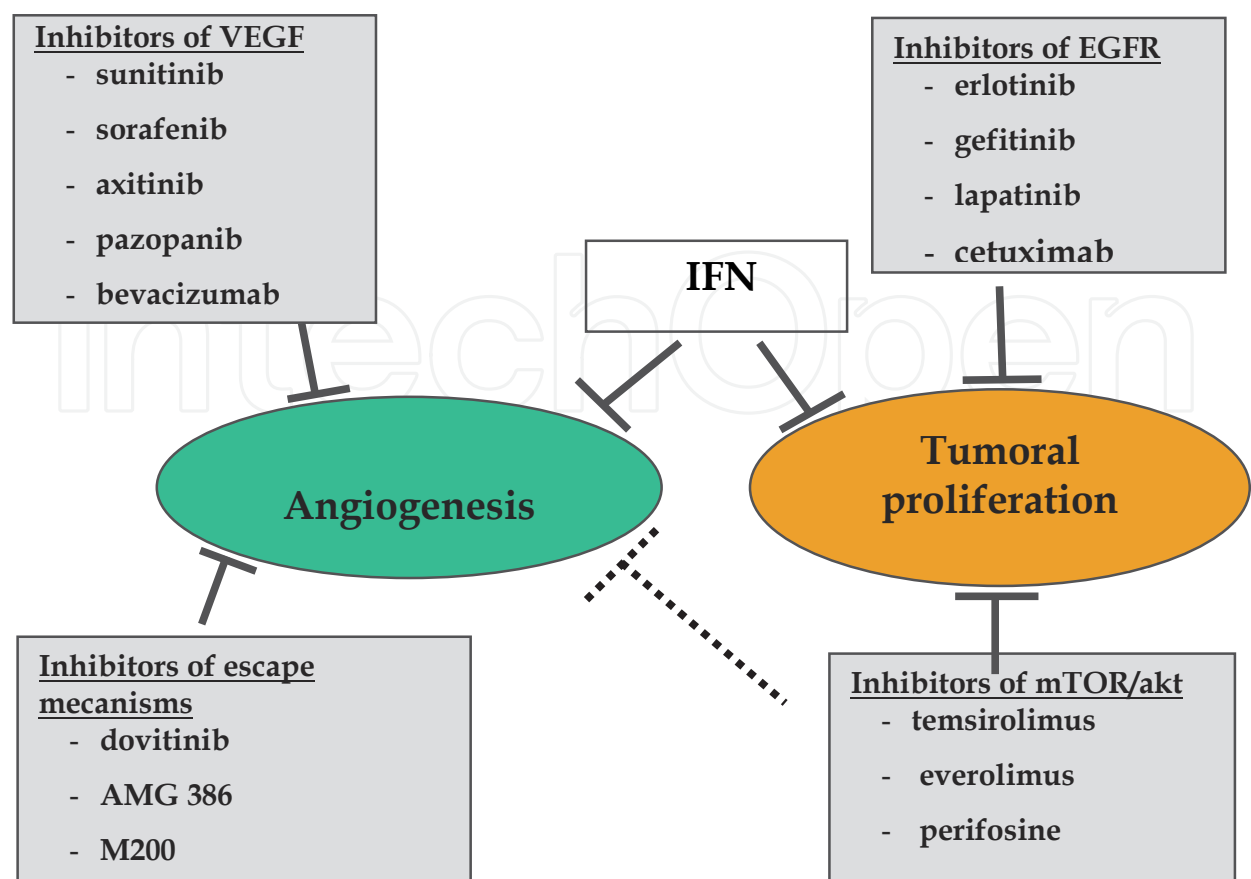 Inhibitors of VEGF
- sunitinib
- sorafenib
- axitinib
- pazopanib
- bevacizumab
Inhibitors of EGFR
- erlotinib
- gefitinib
- lapatinib
- cetuximab
IFN
IntechOpen
Angiogenesis
Tumoral
proliferation
Inhibitors of escape
mecanisms
- dovitinib
- AMG 386
- M200
Inhibitors of mTOR/akt
- temsirolimus
- everolimus
- perifosine